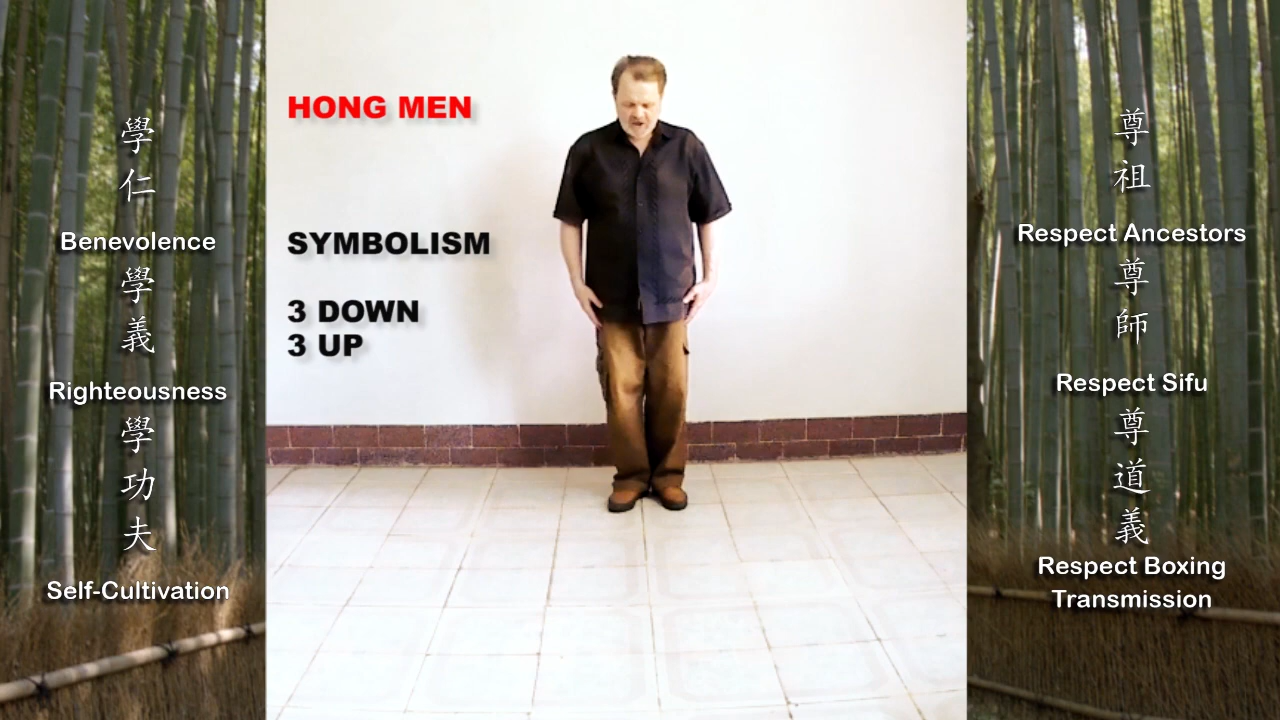 學
仁
Benevolence
學
義
Righteousness
學
功
夫
Self-Cultivation
HONG MEN
SYMBOLISM
3 DOWN
3 UP
尊
祖
Respect Ancestors
尊
師
Respect Sifu
尊
道
義
Respect Boxing
Transmission